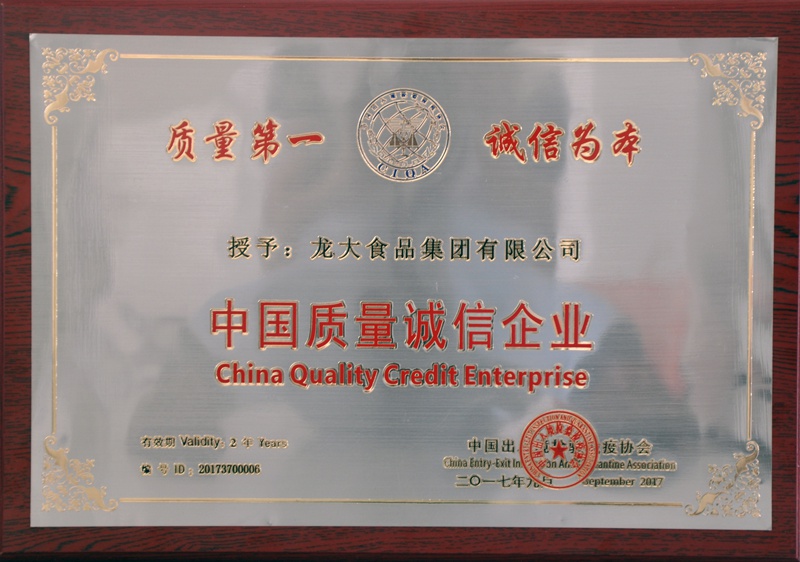 质量第一
CIQA
诚信为本
授予：龙大食品集团有限公司
中国质量诚信企业
China Quality Credit Enterprise
有效期 Validity: 2 年 Years
编 号 ID：20173700006
中国出 疫协会
China Entry-Exit Association
二〇一七年 September 2017